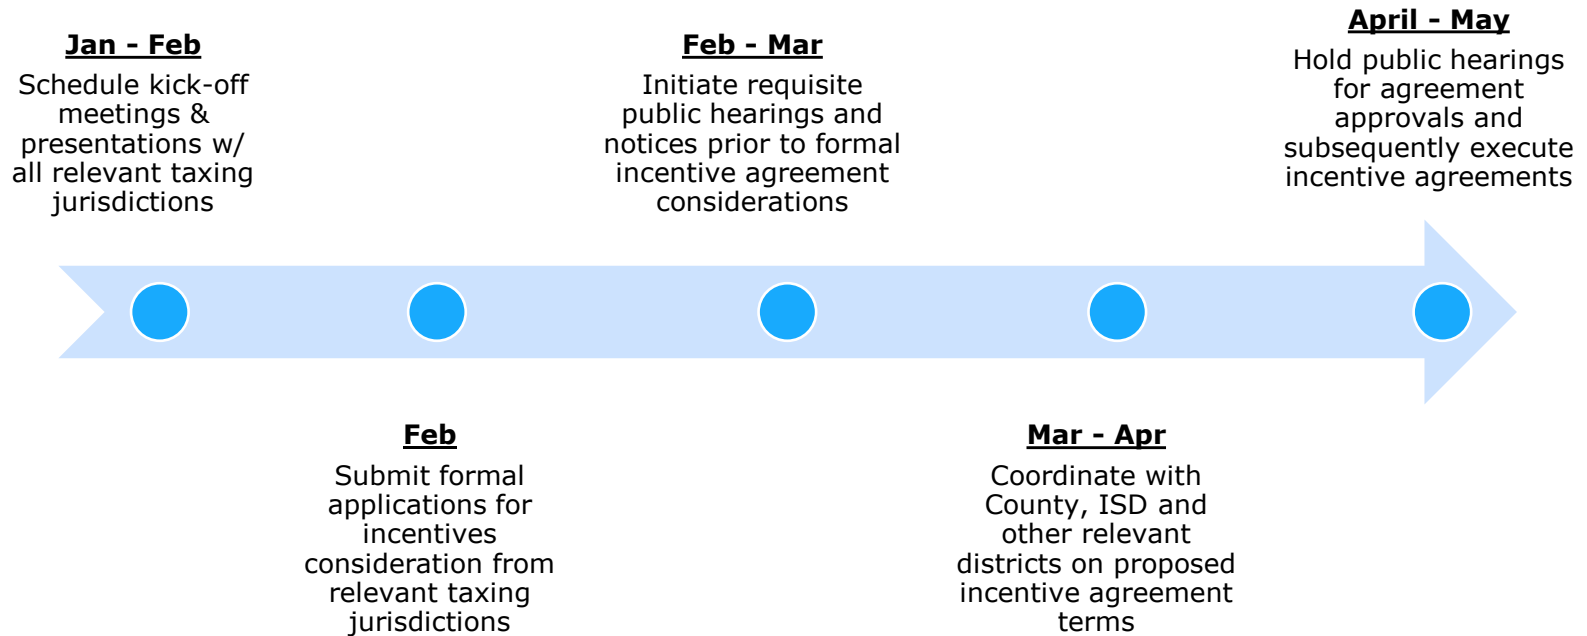 Jan - Feb
Schedule kick-off
meetings &
presentations w/
all relevant taxing
jurisdictions
Feb
Submit formal
applications for
incentives
consideration from
relevant taxing
jurisdictions
Feb - Mar
Initiate requisite
public hearings and
notices prior to formal
incentive agreement
considerations
Mar - Apr
Coordinate with
County, ISD and
other relevant
districts on proposed
incentive agreement
terms
April - May
Hold public hearings
for agreement
approvals and
subsequently execute
incentive agreements